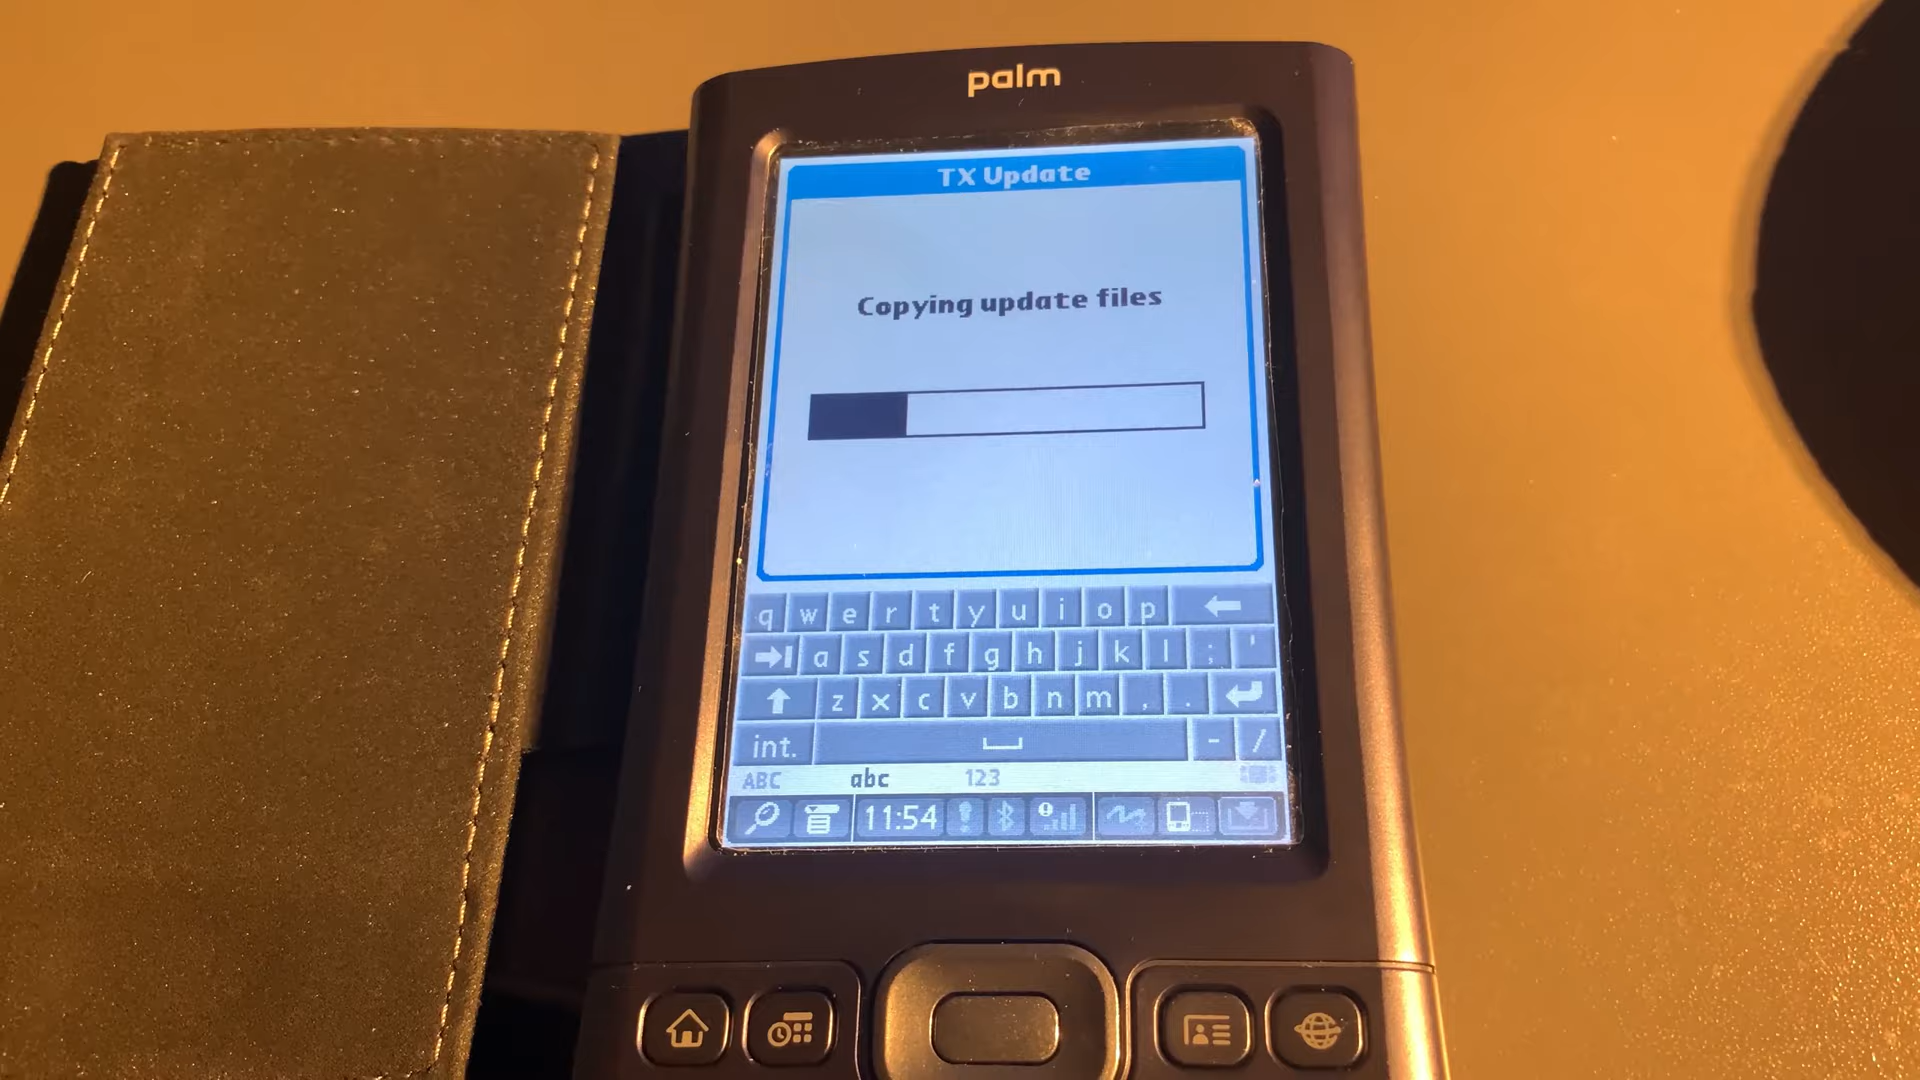 palm
TX Update
Copying update files
q w e r t y u i o p
a s d f g h j k l ; '
z x c v b n m , .
int. - /
ABC abc 123
11:54